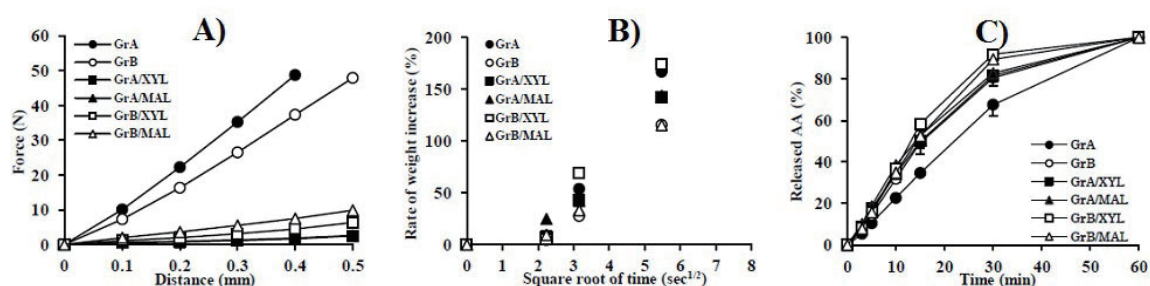 A)
60
50
40
30
20
10
0
Force (N)
GrA
GrB
GrA/XYL
GrA/MAL
GrB/XYL
GrB/MAL
0 0.1 0.2 0.3 0.4 0.5
Distance (mm)
B)
200
150
100
50
0
Rate of weight increase (%)
GrA
GrB
GrA/XYL
GrA/MAL
GrB/XYL
GrB/MAL
0 1 2 3 4 5 6 7 8
Square root of time (sec1/2)
C)
100
80
60
40
20
0
Released AA (%)
GrA
GrB
GrA/XYL
GrA/MAL
GrB/XYL
GrB/MAL
0 10 20 30 40 50 60
Time (min)